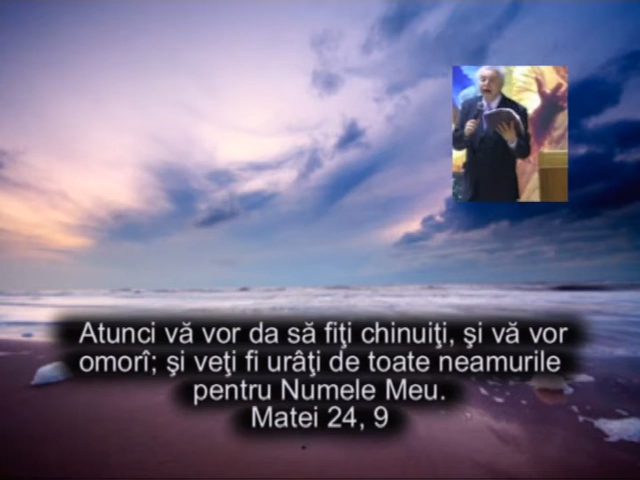 Atunci vă vor da să fiţi chinuiţi, şi vă vor
omorî; şi veţi fi urâţi de toate neamurile
pentru Numele Meu.
Matei 24, 9